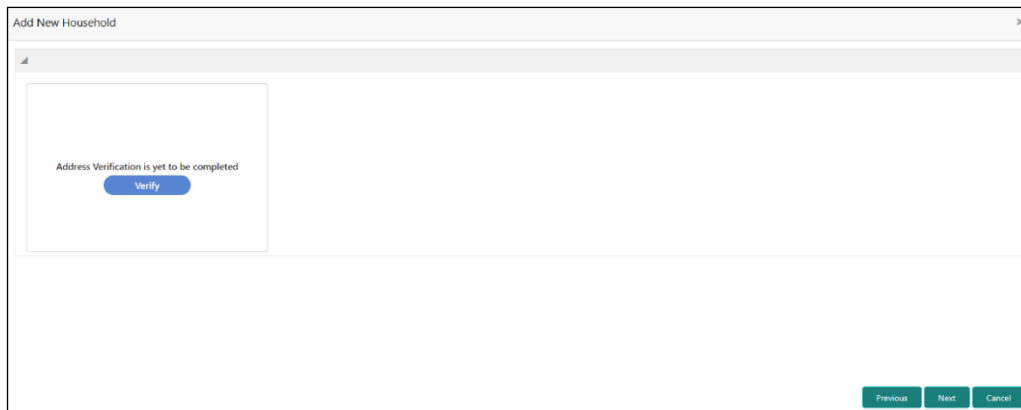 Add New Household
Address Verification is yet to be completed
Verify
Previous Next Cancel